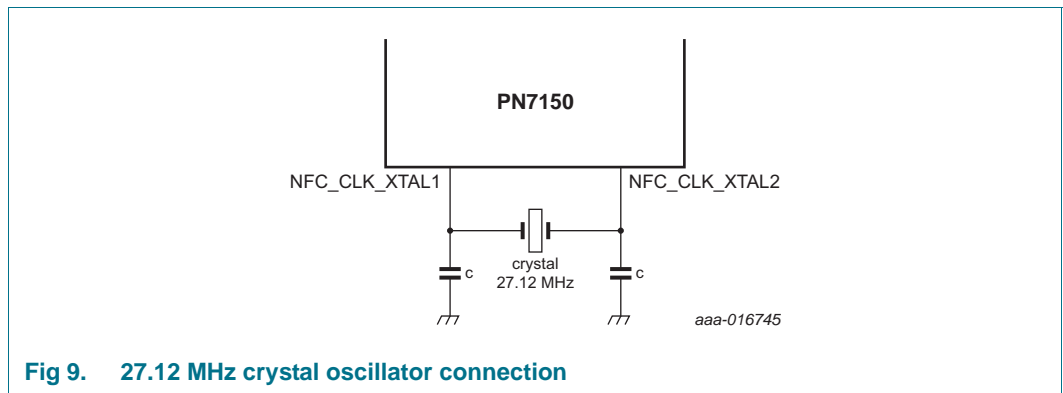 PN7150
NFC_CLK_XTAL1
NFC_CLK_XTAL2
c
crystal
27.12 MHz
c
aaa-016745
Fig 9. 27.12 MHz crystal oscillator connection